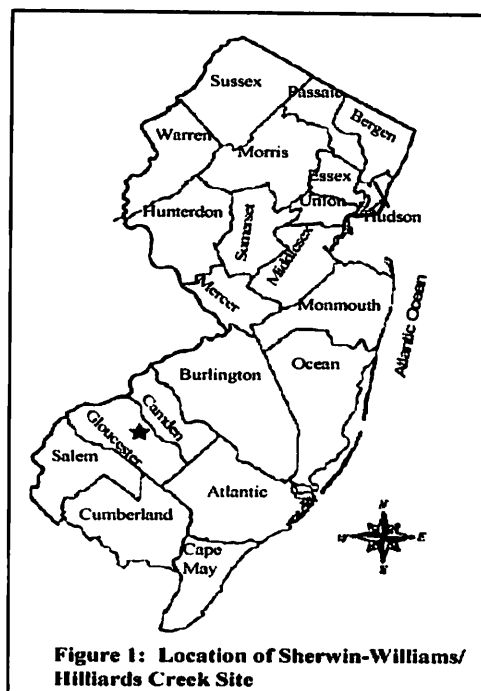 Sussex
Passaic
Bergen
Warren
Morris
Essex
Union
Hudson
Hunterdon
Somerset
Middlesex
Mercer
Monmouth
Atlantic Ocean
Ocean
Burlington
Camden
Gloucester
Salem
Atlantic
Cumberland
Cape
May
N
W E
Figure 1: Location of Sherwin-Williams/
Hilliards Creek Site